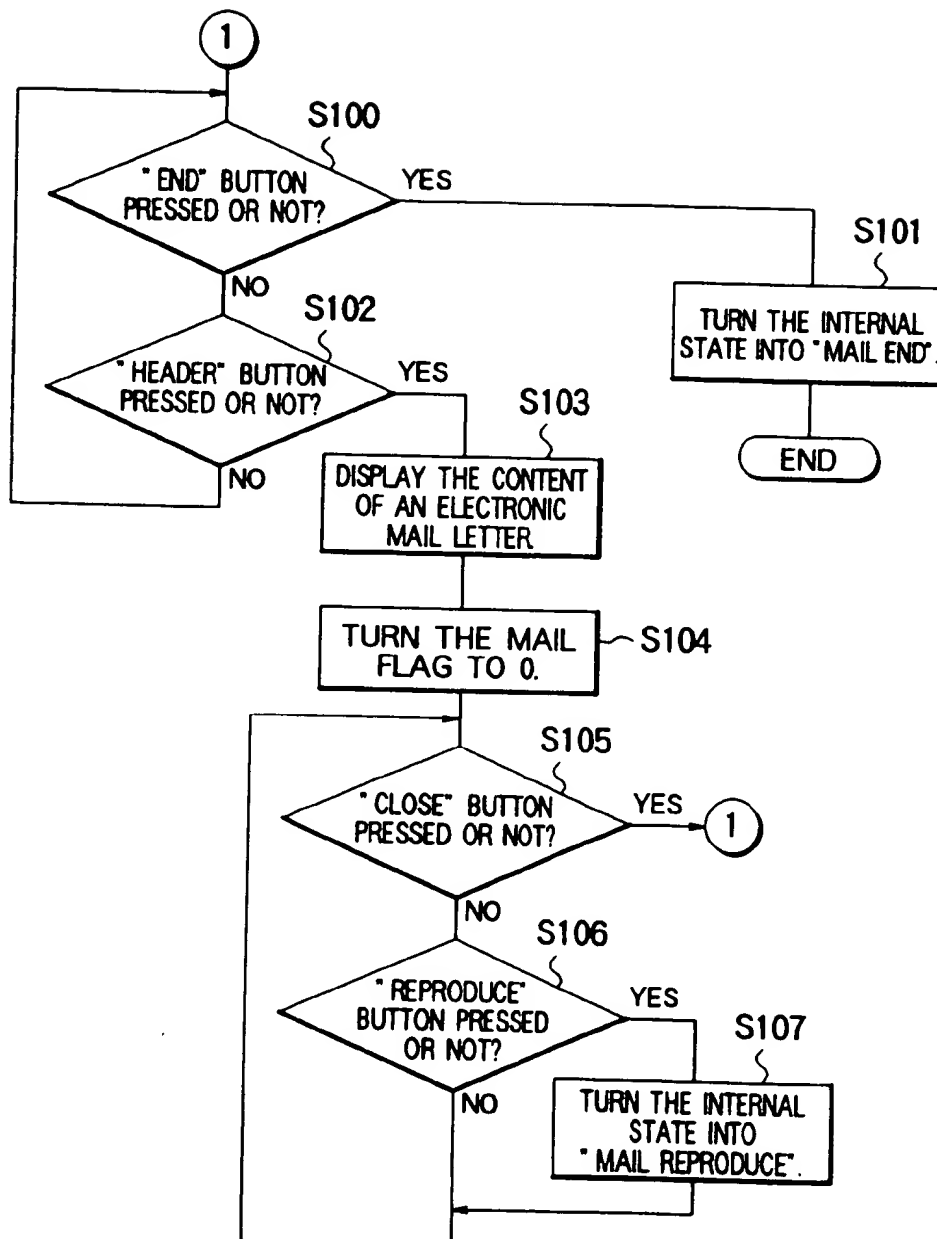 1
S100
"END" BUTTON
PRESSED OR NOT?
YES
NO
S101
TURN THE INTERNAL
STATE INTO "MAIL END".
END
S102
"HEADER" BUTTON
PRESSED OR NOT?
YES
NO
S103
DISPLAY THE CONTENT
OF AN ELECTRONIC
MAIL LETTER
S104
TURN THE MAIL
FLAG TO 0.
S105
"CLOSE" BUTTON
PRESSED OR NOT?
YES
1
NO
S106
"REPRODUCE"
BUTTON PRESSED
OR NOT?
YES
NO
S107
TURN THE INTERNAL
STATE INTO
"MAIL REPRODUCE".